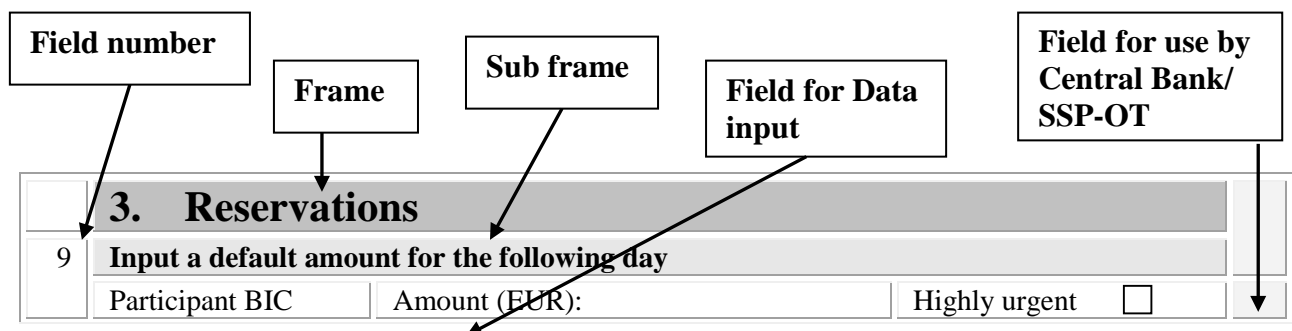 Field number
Frame
Sub frame
Field for Data
input
Field for use by
Central Bank/
SSP-OT
3. Reservations
9 Input a default amount for the following day
Participant BIC Amount (EUR): Highly urgent